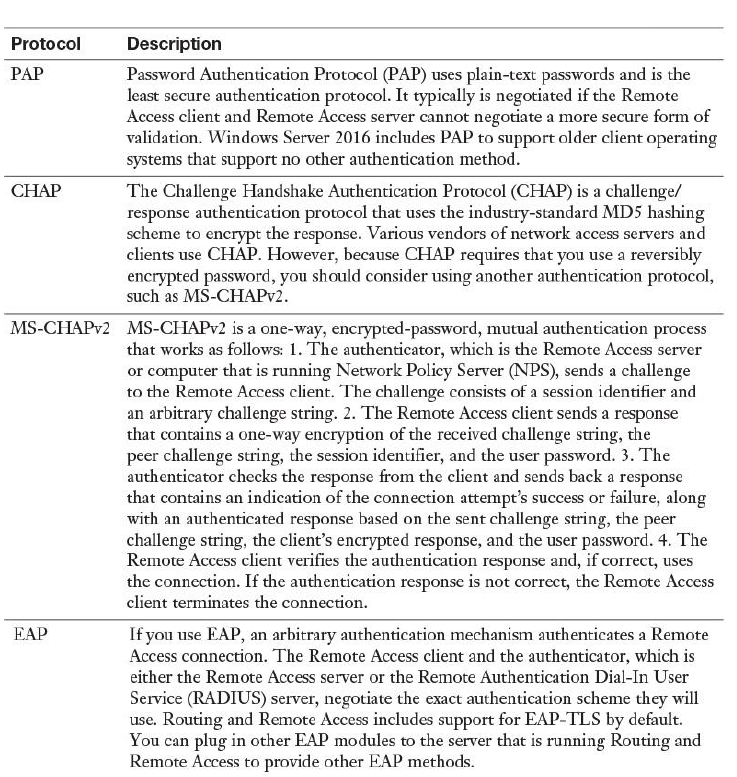 Protocol Description
PAP Password Authentication Protocol (PAP) uses plain-text passwords and is the
least secure authentication protocol. It typically is negotiated if the Remote
Access client and Remote Access server cannot negotiate a more secure form of
validation. Windows Server 2016 includes PAP to support older client operating
systems that support no other authentication method.
CHAP The Challenge Handshake Authentication Protocol (CHAP) is a challenge/
response authentication protocol that uses the industry-standard MD5 hashing
scheme to encrypt the response. Various vendors of network access servers and
clients use CHAP. However, because CHAP requires that you use a reversibly
encrypted password, you should consider using another authentication protocol,
such as MS-CHAPv2.
MS-CHAPv2 MS-CHAPv2 is a one-way, encrypted-password, mutual authentication process
that works as follows: 1. The authenticator, which is the Remote Access server
or computer that is running Network Policy Server (NPS), sends a challenge
to the Remote Access client. The challenge consists of a session identifier and
an arbitrary challenge string. 2. The Remote Access client sends a response
that contains a one-way encryption of the received challenge string, the
peer challenge string, the session identifier, and the user password. 3. The
authenticator checks the response from the client and sends back a response
that contains an indication of the connection attempt's success or failure, along
with an authenticated response based on the sent challenge string, the peer
challenge string, the client's encrypted response, and the user password. 4. The
Remote Access client verifies the authentication response and, if correct, uses
the connection. If the authentication response is not correct, the Remote Access
client terminates the connection.
EAP If you use EAP, an arbitrary authentication mechanism authenticates a Remote
Access connection. The Remote Access client and the authenticator, which is
either the Remote Access server or the Remote Authentication Dial-In User
Service (RADIUS) server, negotiate the exact authentication scheme they will
use. Routing and Remote Access includes support for EAP-TLS by default.
You can plug in other EAP modules to the server that is running Routing and
Remote Access to provide other EAP methods.